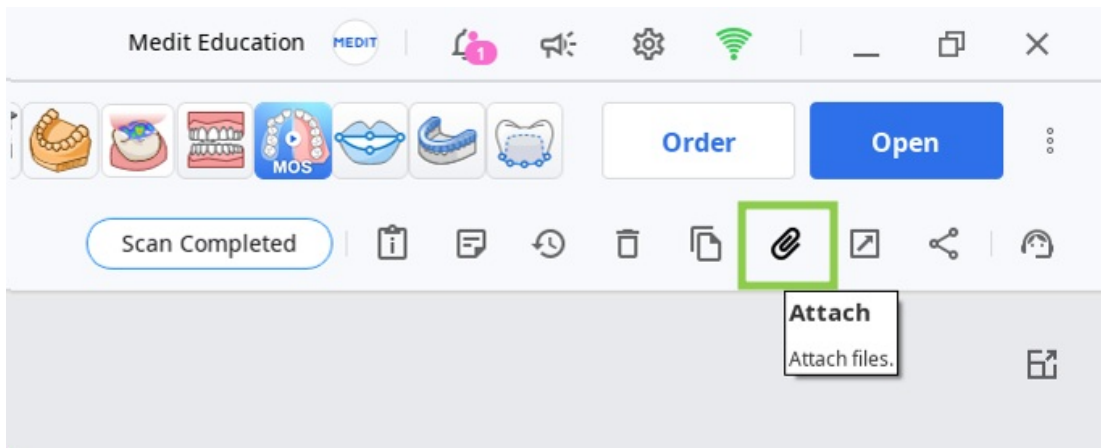 Medit Education
MEDIT
1
MOS
Order
Open
Scan Completed
Attach
Attach files.